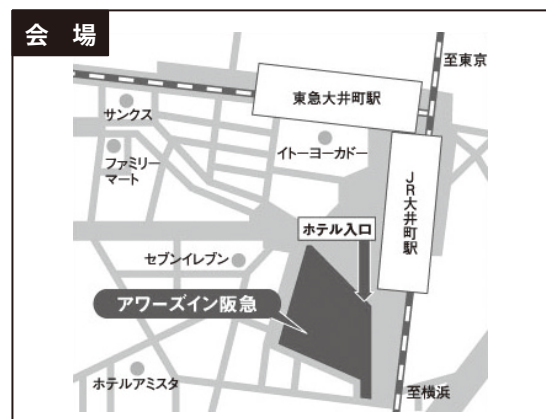 会 場
至東京
東急大井町駅
サンクス
イトーヨーカドー
ファミリー
マート
JR大井町駅
ホテル入口
セブンイレブン
アワーズイン阪急
ホテルアミスタ
至横浜